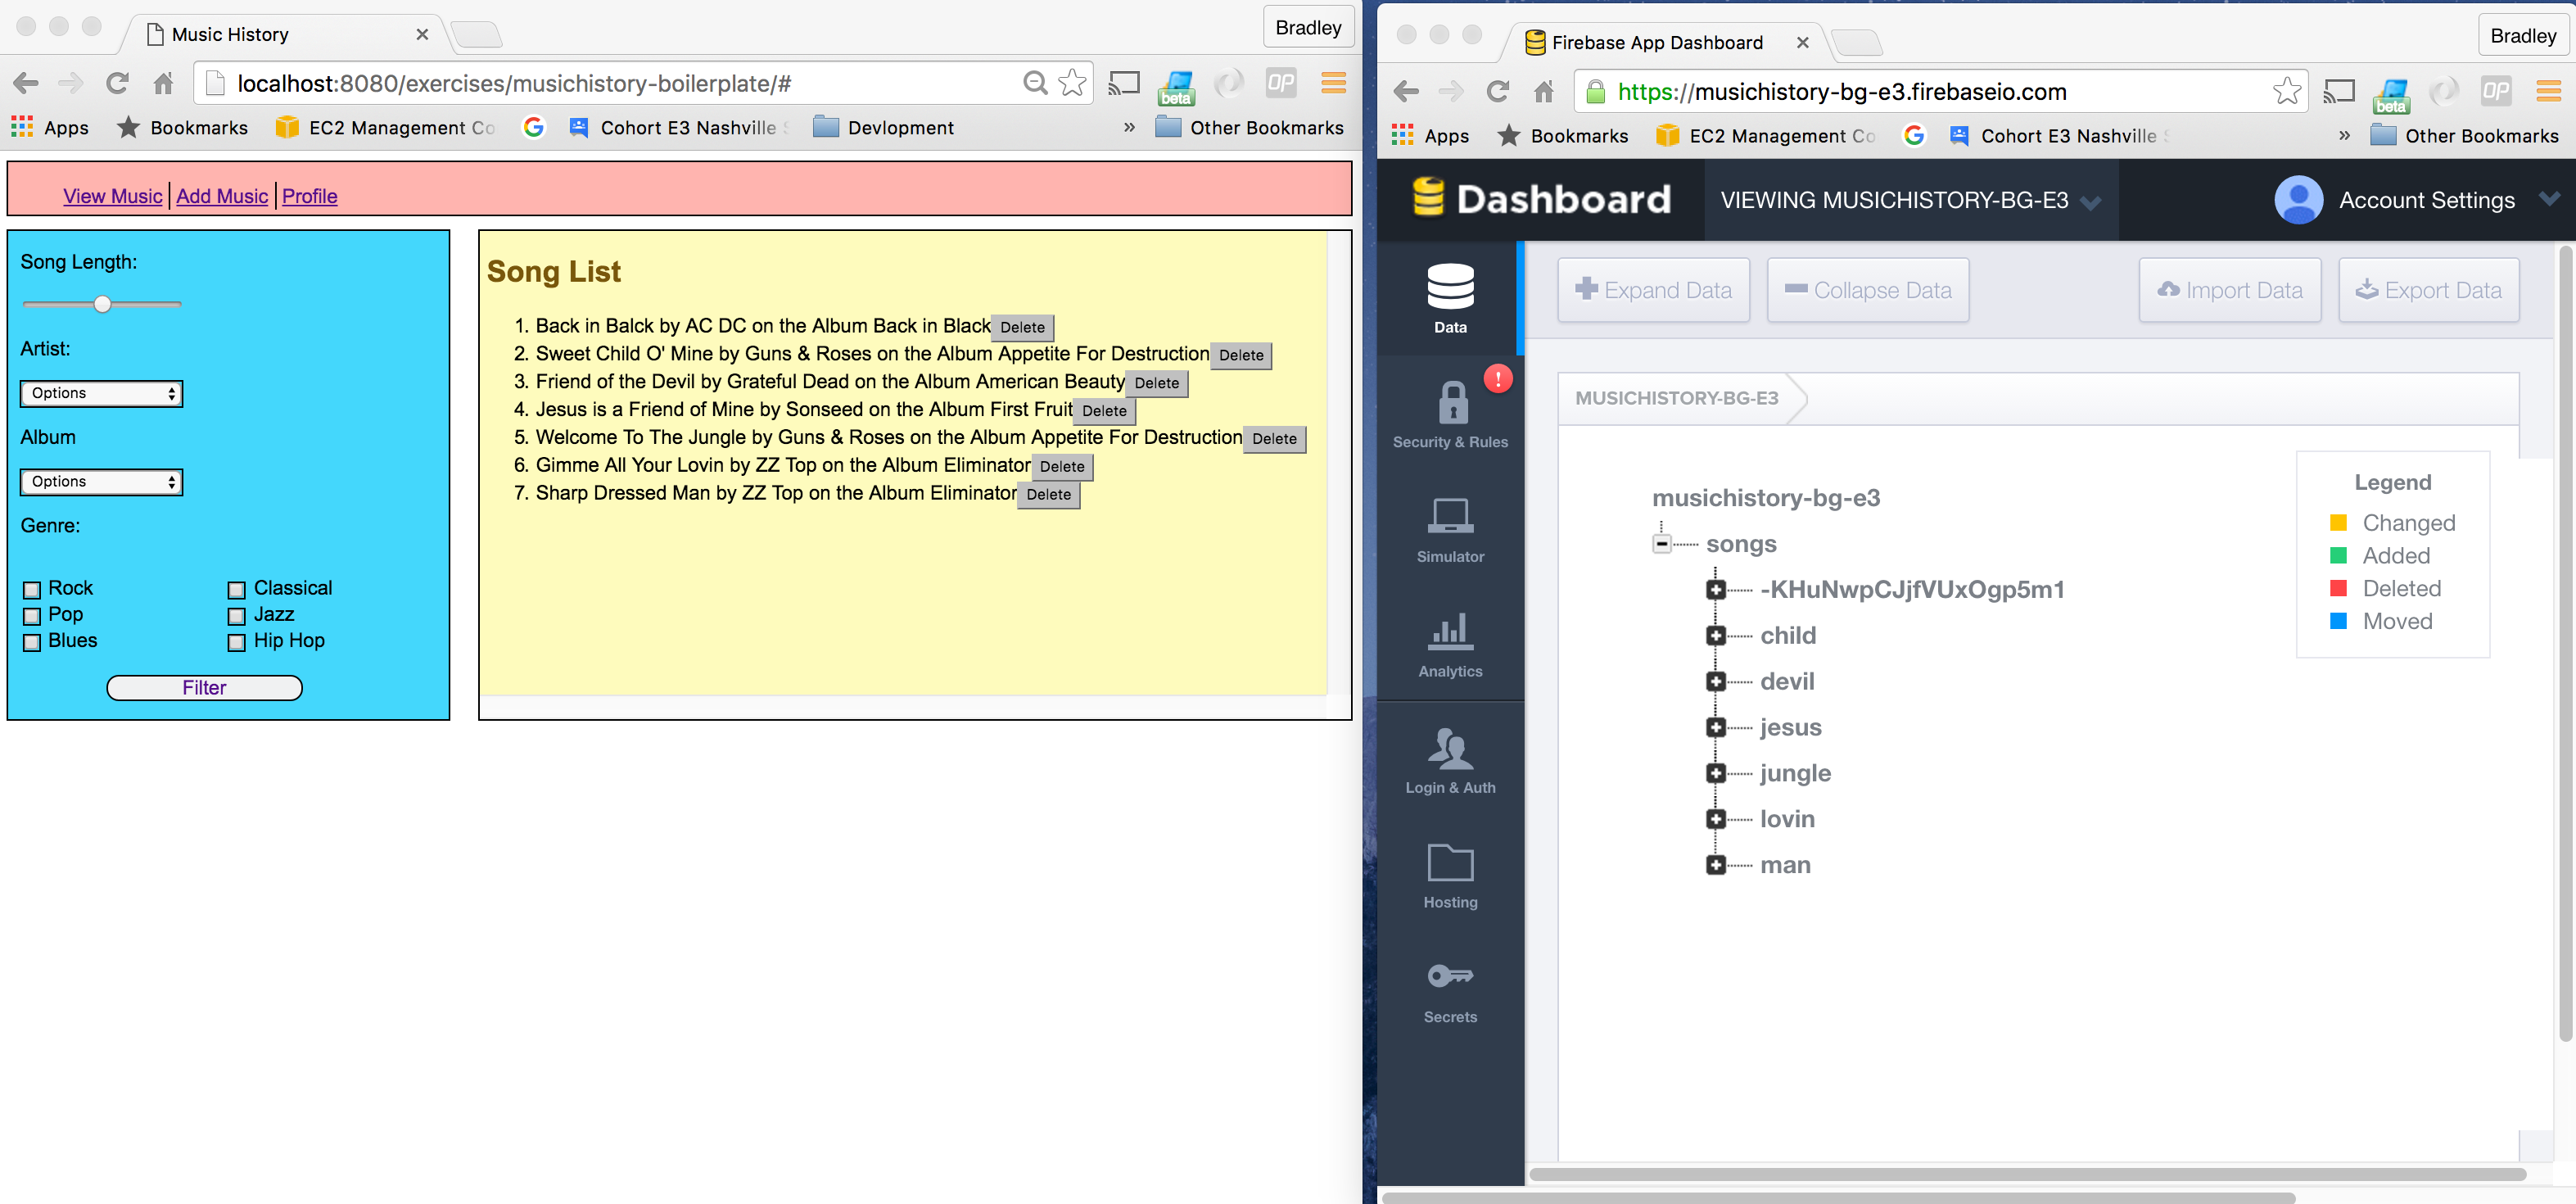 Music History
Bradley
localhost:8080/exercises/musichistory-boilerplate/#
beta
OP
Apps
Bookmarks
EC2 Management Co
G
Cohort E3 Nashville
Devlopment
»
Other Bookmarks
View Music
Add Music
Profile
Song Length:
Artist:
Options
Album
Options
Genre:
Rock
Classical
Pop
Jazz
Blues
Hip Hop
Filter
Song List
1. Back in Balck by AC DC on the Album Back in Black Delete
2. Sweet Child O' Mine by Guns & Roses on the Album Appetite For Destruction Delete
3. Friend of the Devil by Grateful Dead on the Album American Beauty Delete
4. Jesus is a Friend of Mine by Sonseed on the Album First Fruit Delete
5. Welcome To The Jungle by Guns & Roses on the Album Appetite For Destruction Delete
6. Gimme All Your Lovin by ZZ Top on the Album Eliminator Delete
7. Sharp Dressed Man by ZZ Top on the Album Eliminator Delete
Firebase App Dashboard
Bradley
https://musichistory-bg-e3.firebaseio.com
beta
OP
Apps
Bookmarks
EC2 Management Co
G
Cohort E3 Nashville
»
Other Bookmarks
Dashboard
VIEWING MUSICHISTORY-BG-E3
Account Settings
Data
Security & Rules
!
Simulator
Analytics
Login & Auth
Hosting
Secrets
Expand Data
Collapse Data
Import Data
Export Data
MUSICHISTORY-BG-E3
musichistory-bg-e3
songs
-KHuNwpCJjfVUxOgp5m1
child
devil
jesus
jungle
lovin
man
Legend
Changed
Added
Deleted
Moved